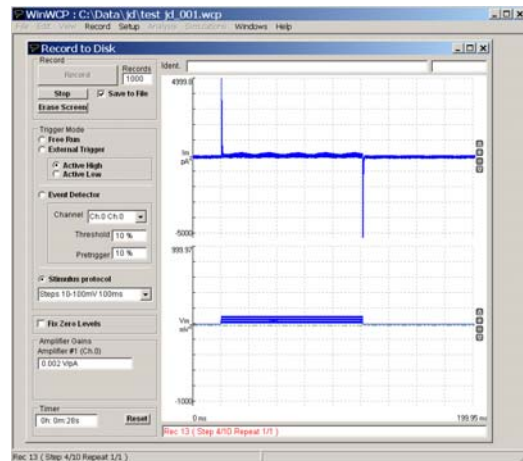 WinWCP : C:\Data\jd\test jd_001.wcp
File Edit View Record Setup Analysis Simulations Windows Help
Record to Disk
Record
Record
Records
1000
Stop
Save to File
Erase Screen
Ident.
Trigger Mode
Free Run
External Trigger
Active High
Active Low
Event Detector
Channel Ch.0 Ch.0
Threshold 10 %
Pretrigger 10 %
Stimulus protocol
Steps 10-100mV 100ms
Fix Zero Levels
Amplifier Gains
Amplifier #1 (Ch.0)
0.002 V/pA
Timer
0h: 0m:28s
Reset
4999.8
Im
pA
-5000
999.97
Vm
mV
-1000
0 ms
199.95 ms
Rec 13 ( Step 4/10 Repeat 1/1 )
Rec 13 ( Step 4/10 Repeat 1/1 )